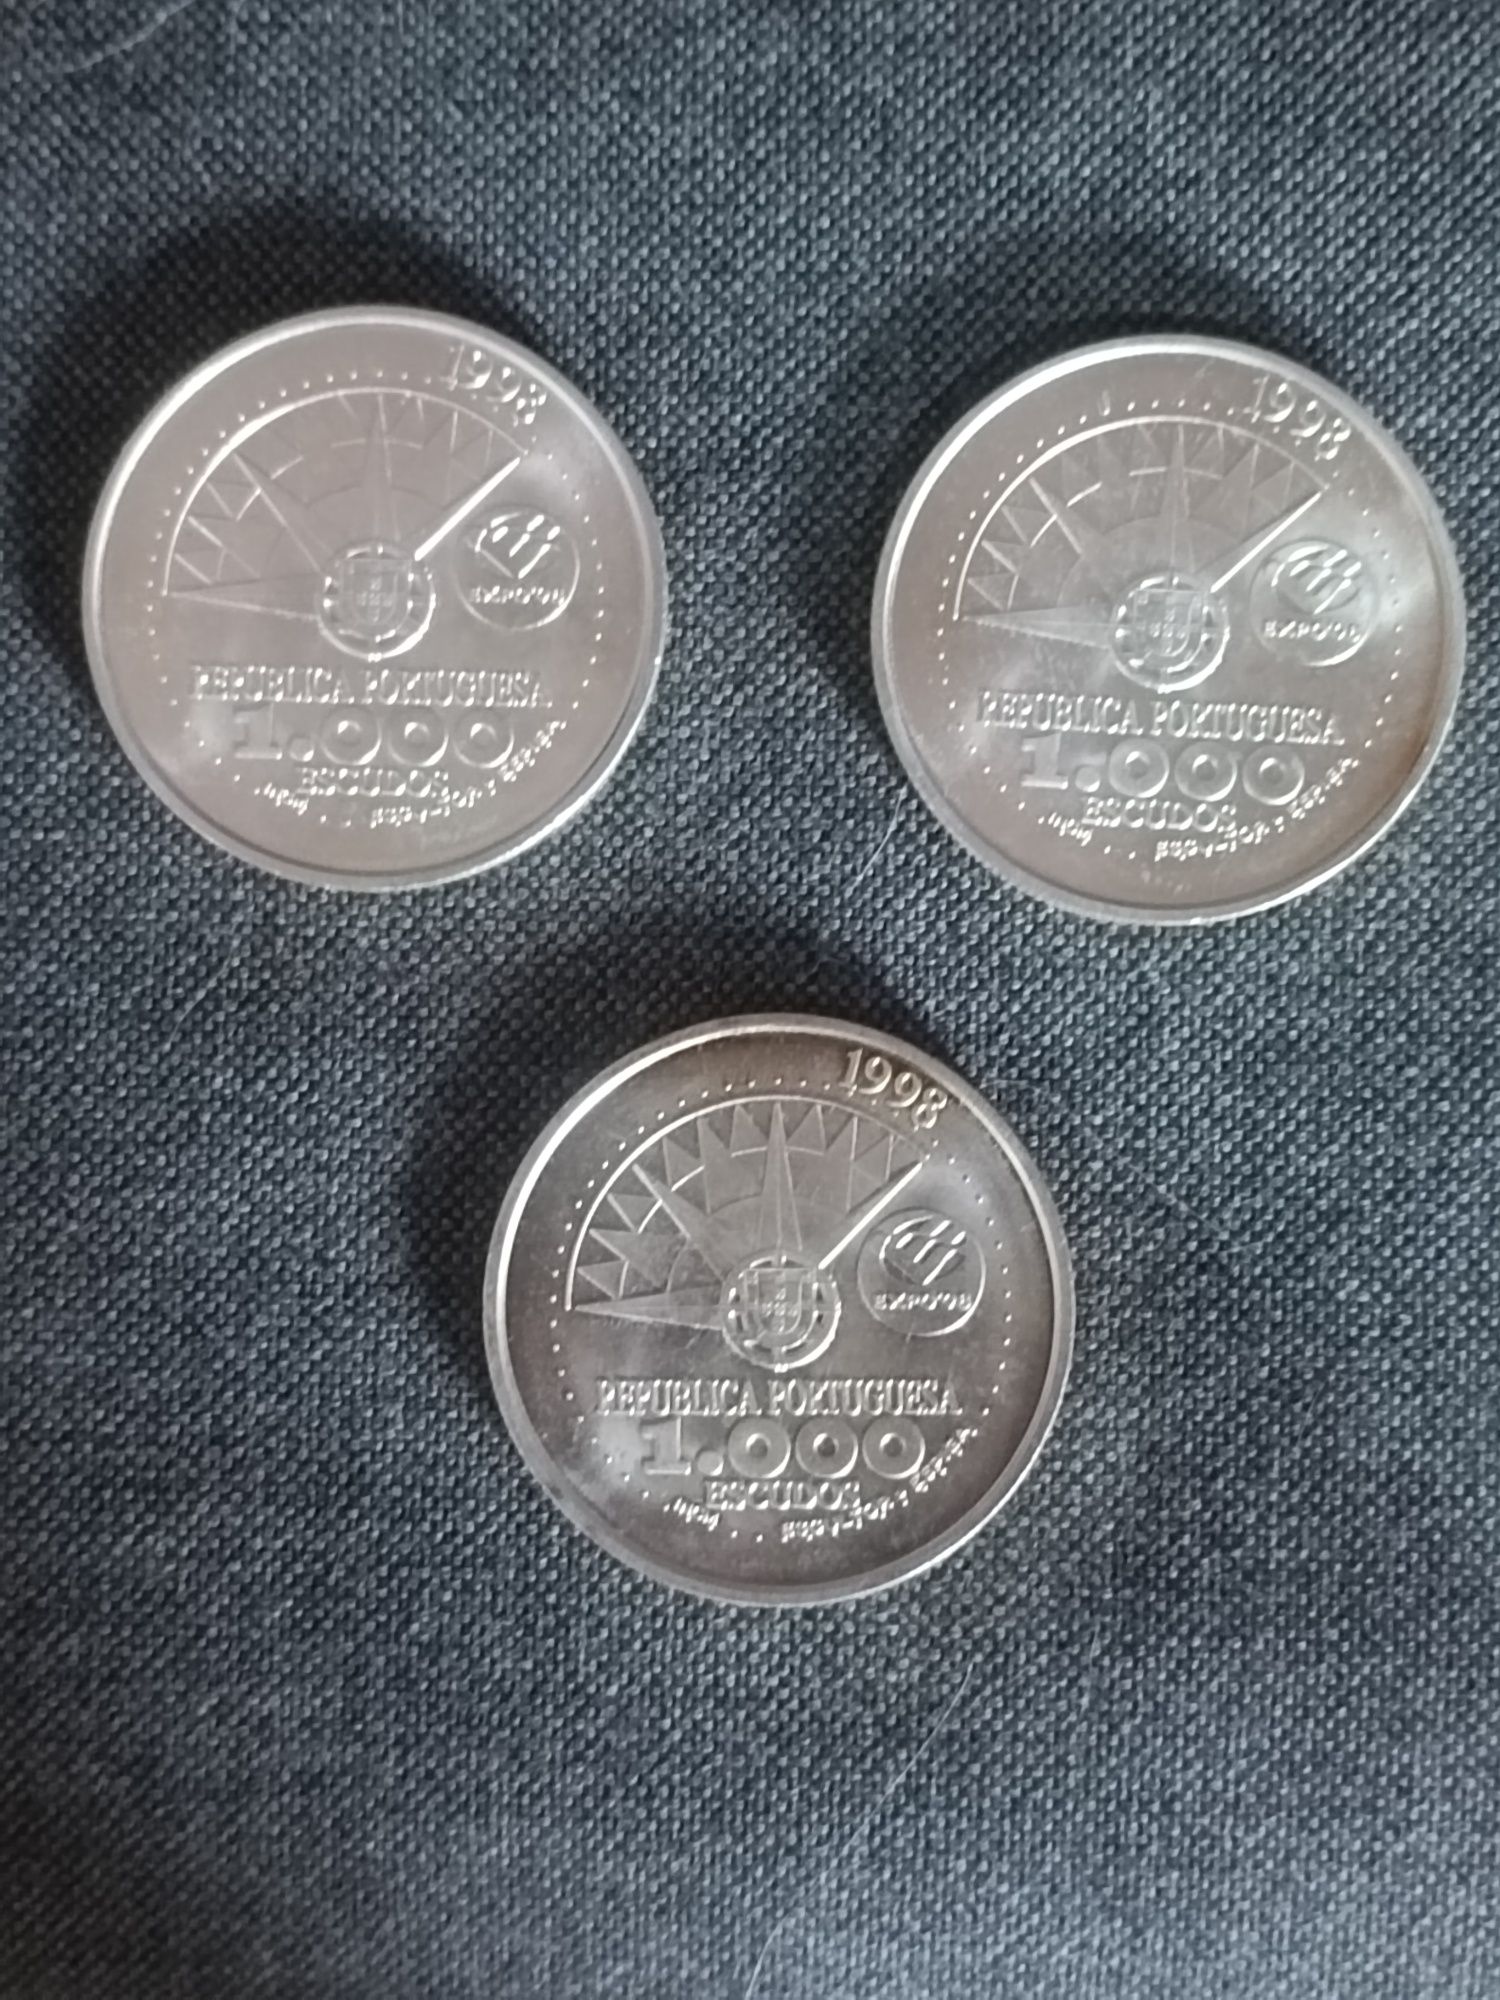 1998
EXPO'98
REPUBLICA PORTUGUESA
1.000
ESCUDOS
1998
EXPO'98
REPUBLICA PORTUGUESA
1.000
ESCUDOS
1998
EXPO'98
REPUBLICA PORTUGUESA
1.000
ESCUDOS